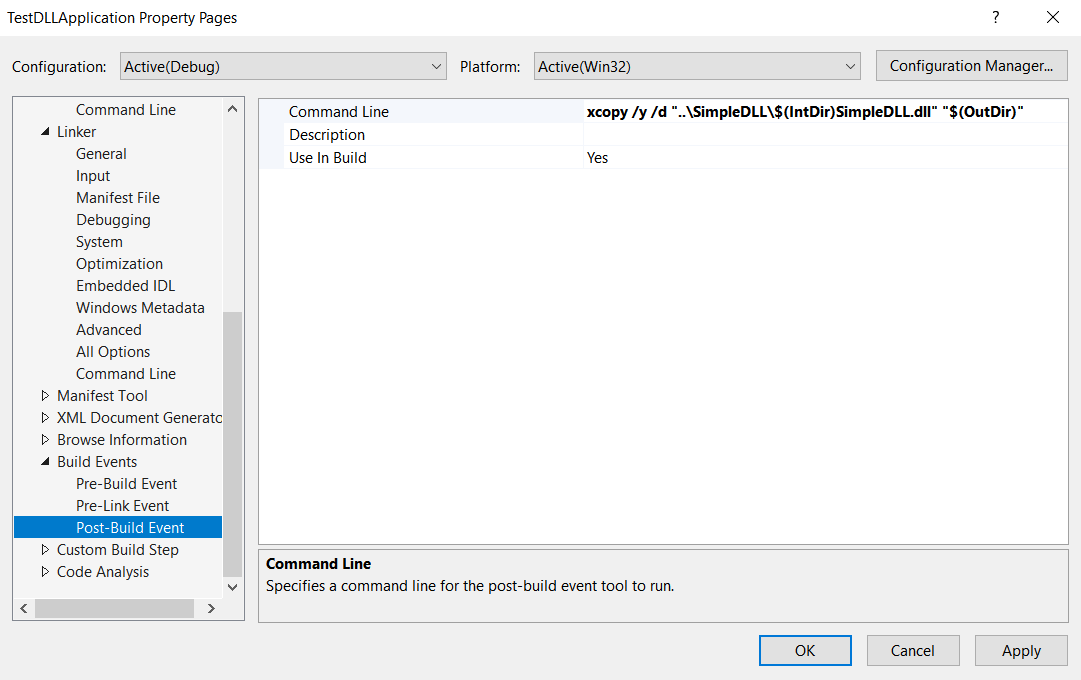 TestDLLApplication Property Pages
?
Configuration: Active(Debug) Platform: Active(Win32) Configuration Manager...
Command Line
Linker
General
Input
Manifest File
Debugging
System
Optimization
Embedded IDL
Windows Metadata
Advanced
All Options
Command Line
Manifest Tool
XML Document Generato
Browse Information
Build Events
Pre-Build Event
Pre-Link Event
Post-Build Event
Custom Build Step
Code Analysis
Command Line xcopy /y /d "..\SimpleDLL\$(IntDir)SimpleDLL.dll" "$(OutDir)"
Description
Use In Build Yes
Command Line
Specifies a command line for the post-build event tool to run.
OK Cancel Apply